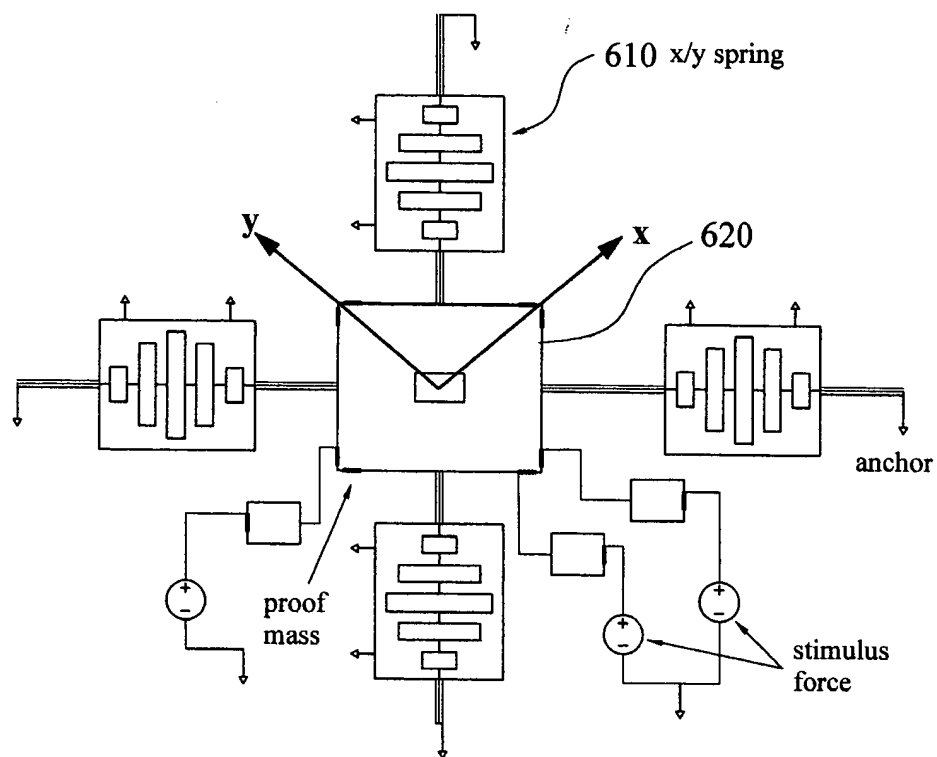 610 x/y spring
y
x
620
anchor
proof
mass
+
−
+
−
+
−
stimulus
force